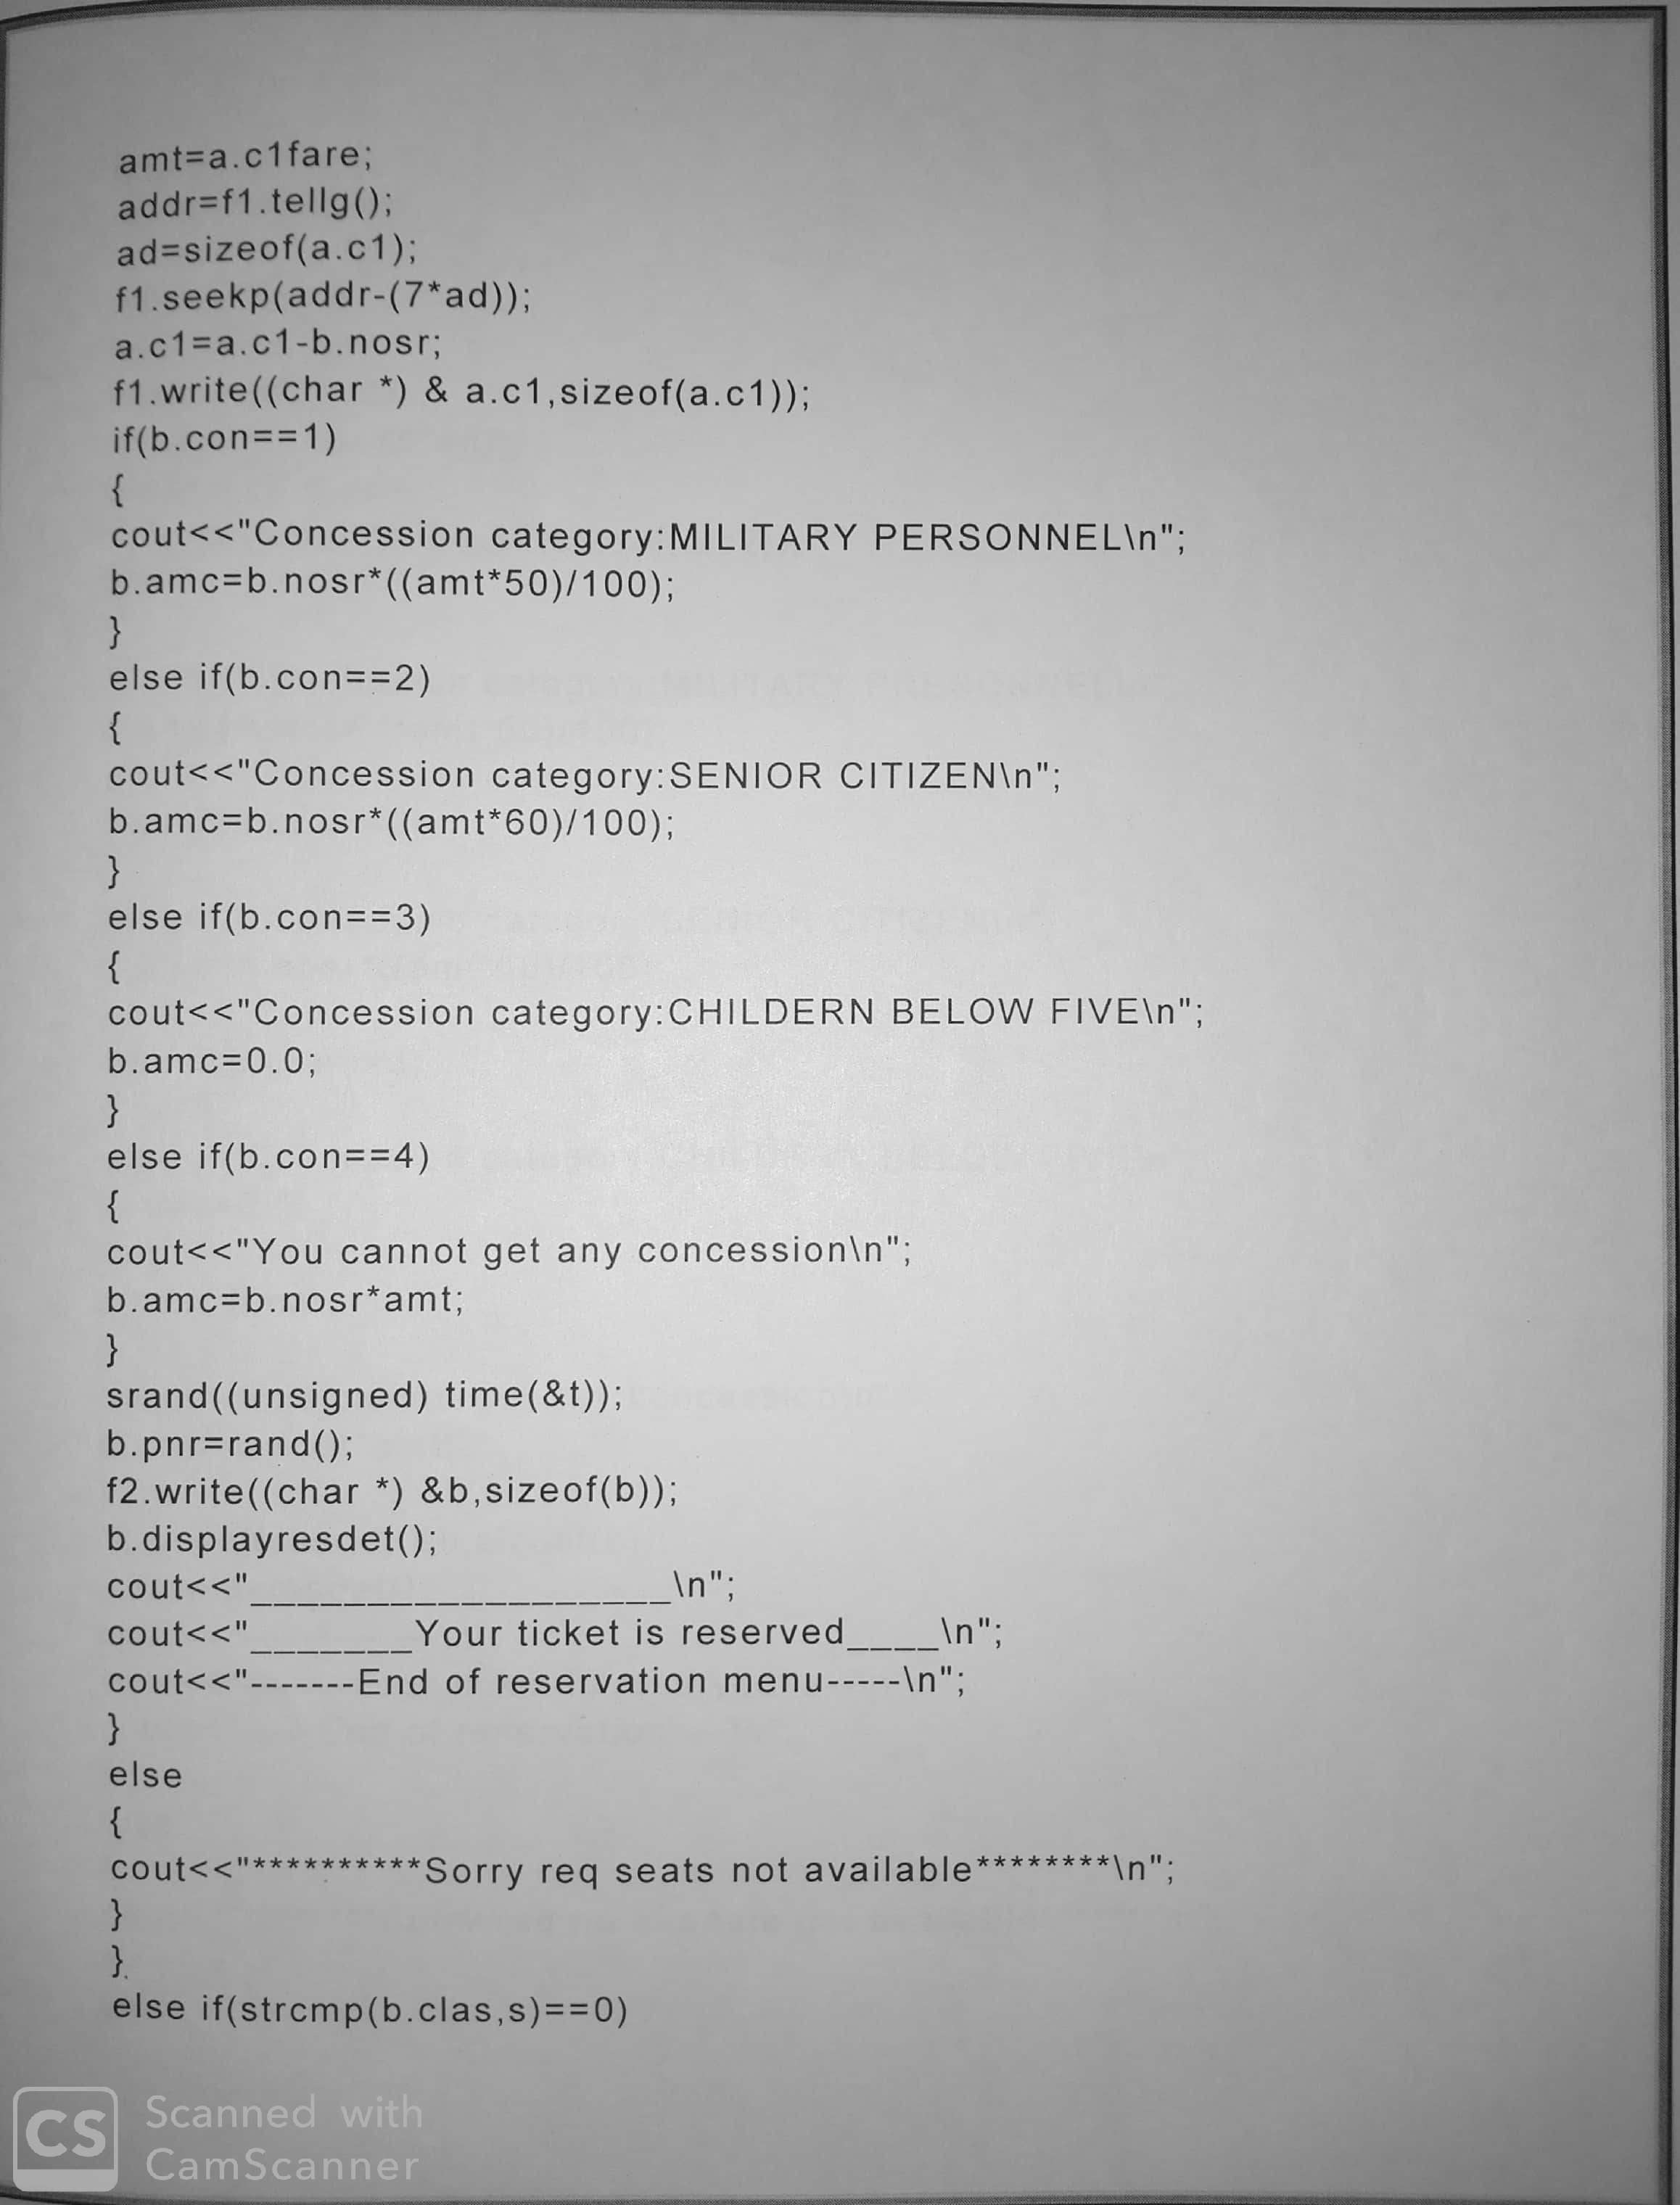 amt=a.c1fare;
addr=f1.tellg();
ad=sizeof(a.c1);
f1.seekp(addr-(7*ad));
a.c1=a.c1-b.nosr;
f1.write((char *) & a.c1,sizeof(a.c1));
if(b.con==1)
{
cout<<"Concession category:MILITARY PERSONNEL\n";
b.amc=b.nosr*((amt*50)/100);
}
else if(b.con==2)
{
cout<<"Concession category:SENIOR CITIZEN\n";
b.amc=b.nosr*((amt*60)/100);
}
else if(b.con==3)
{
cout<<"Concession category:CHILDERN BELOW FIVE\n";
b.amc=0.0;
}
else if(b.con==4)
{
cout<<"You cannot get any concession\n";
b.amc=b.nosr*amt;
}
srand((unsigned) time(&t));
b.pnr=rand();
f2.write((char *) &b,sizeof(b));
b.displayresdet();
cout<<"__________________\n";
cout<<"_______Your ticket is reserved____\n";
cout<<"-------End of reservation menu-----\n";
}
else
{
cout<<"**********Sorry req seats not available********\n";
}
}
else if(strcmp(b.clas,s)==0)
CS
Scanned with
CamScanner